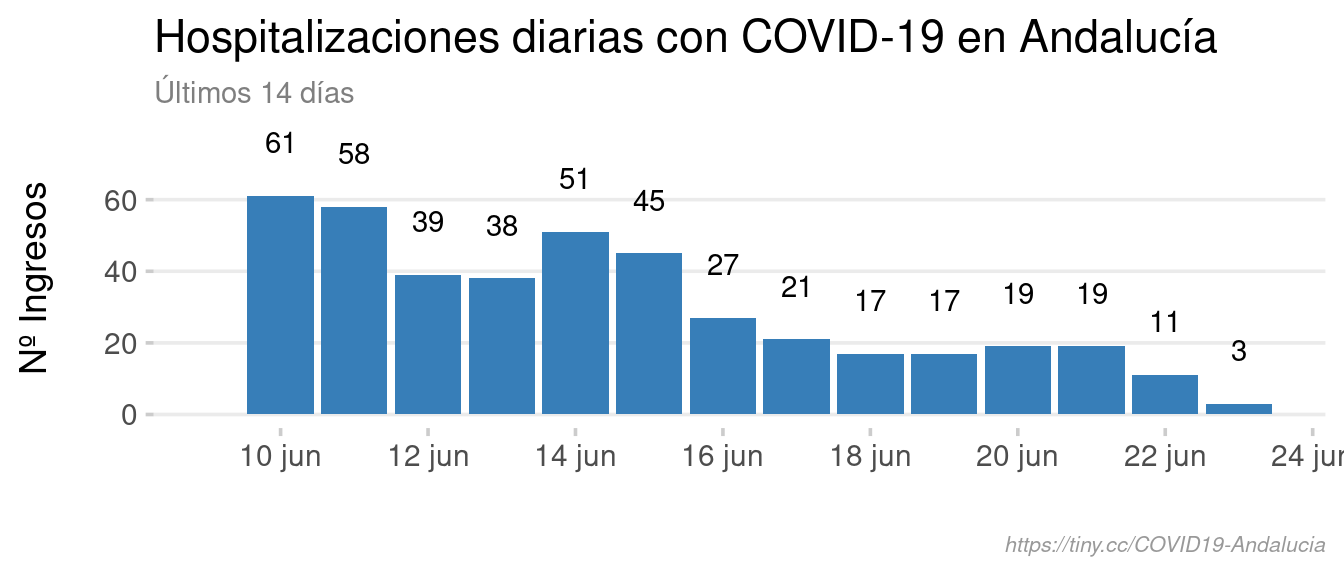 Hospitalizaciones diarias con COVID-19 en Andalucía
Últimos 14 días
Nº Ingresos
61 58 39 38 51 45 27 21 17 17 19 19 11 3
60
40
20
0
10 jun 12 jun 14 jun 16 jun 18 jun 20 jun 22 jun 24 jun
https://tiny.cc/COVID19-Andalucia